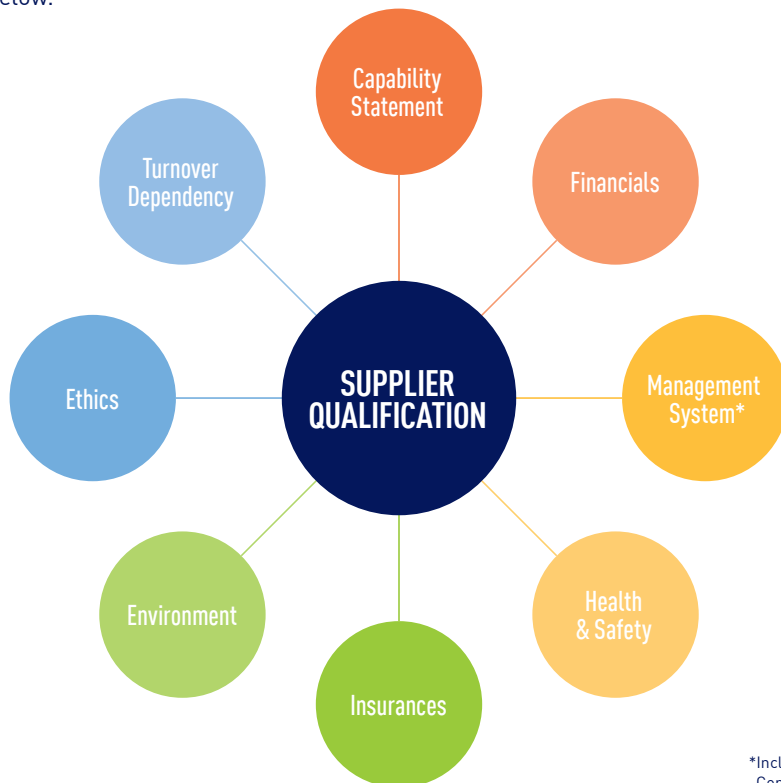 Capability
Statement
Turnover
Dependency
Financials
SUPPLIER
QUALIFICATION
Ethics
Management
System*
Environment
Health
& Safety
Insurances